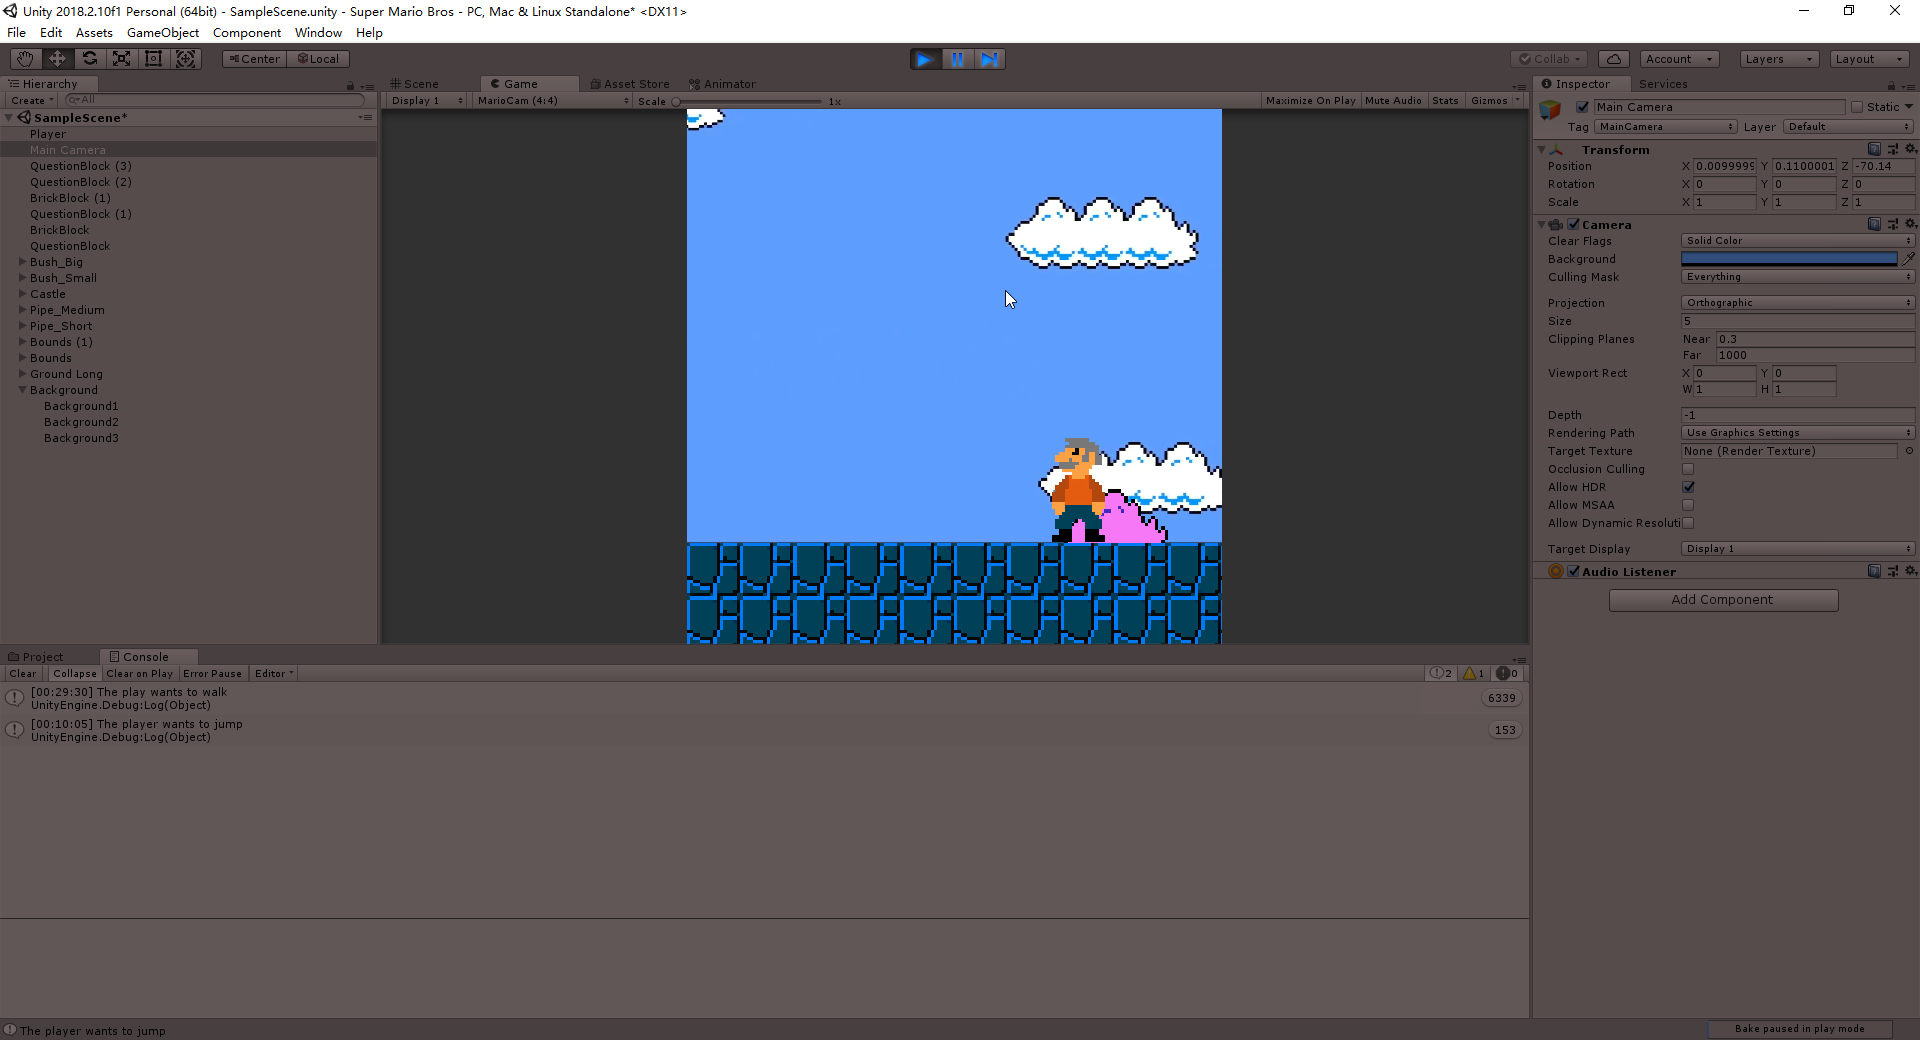 Unity 2018.2.10f1 Personal (64bit) - SampleScene.unity - Super Mario Bros - PC, Mac & Linux Standalone* <DX11>
File Edit Assets GameObject Component Window Help
Center Local Collab Account Layers Layout
Hierarchy
Create All
SampleScene*
Player
Main Camera
QuestionBlock (3)
QuestionBlock (2)
BrickBlock (1)
QuestionBlock (1)
BrickBlock
QuestionBlock
Bush_Big
Bush_Small
Castle
Pipe_Medium
Pipe_Short
Bounds (1)
Bounds
Ground Long
Background
Background1
Background2
Background3
Scene Game Asset Store Animator
Display 1 MarioCam (4:4) Scale 1x Maximize On Play Mute Audio Stats Gizmos
Inspector Services
Main Camera Static
Tag MainCamera Layer Default
Transform
Position X 0.0099999 Y 0.1100001 Z -70.14
Rotation X 0 Y 0 Z 0
Scale X 1 Y 1 Z 1
Camera
Clear Flags Solid Color
Background
Culling Mask Everything
Projection Orthographic
Size 5
Clipping Planes Near 0.3
Far 1000
Viewport Rect X 0 Y 0
W 1 H 1
Depth -1
Rendering Path Use Graphics Settings
Target Texture None (Render Texture)
Occlusion Culling
Allow HDR
Allow MSAA
Allow Dynamic Resoluti
Target Display Display 1
Audio Listener
Add Component
Project Console
Clear Collapse Clear on Play Error Pause Editor 2 1 0
[00:29:30] The play wants to walk
UnityEngine.Debug:Log(Object)
6339
[00:10:05] The player wants to jump
UnityEngine.Debug:Log(Object)
153
The player wants to jump
Bake paused in play mode